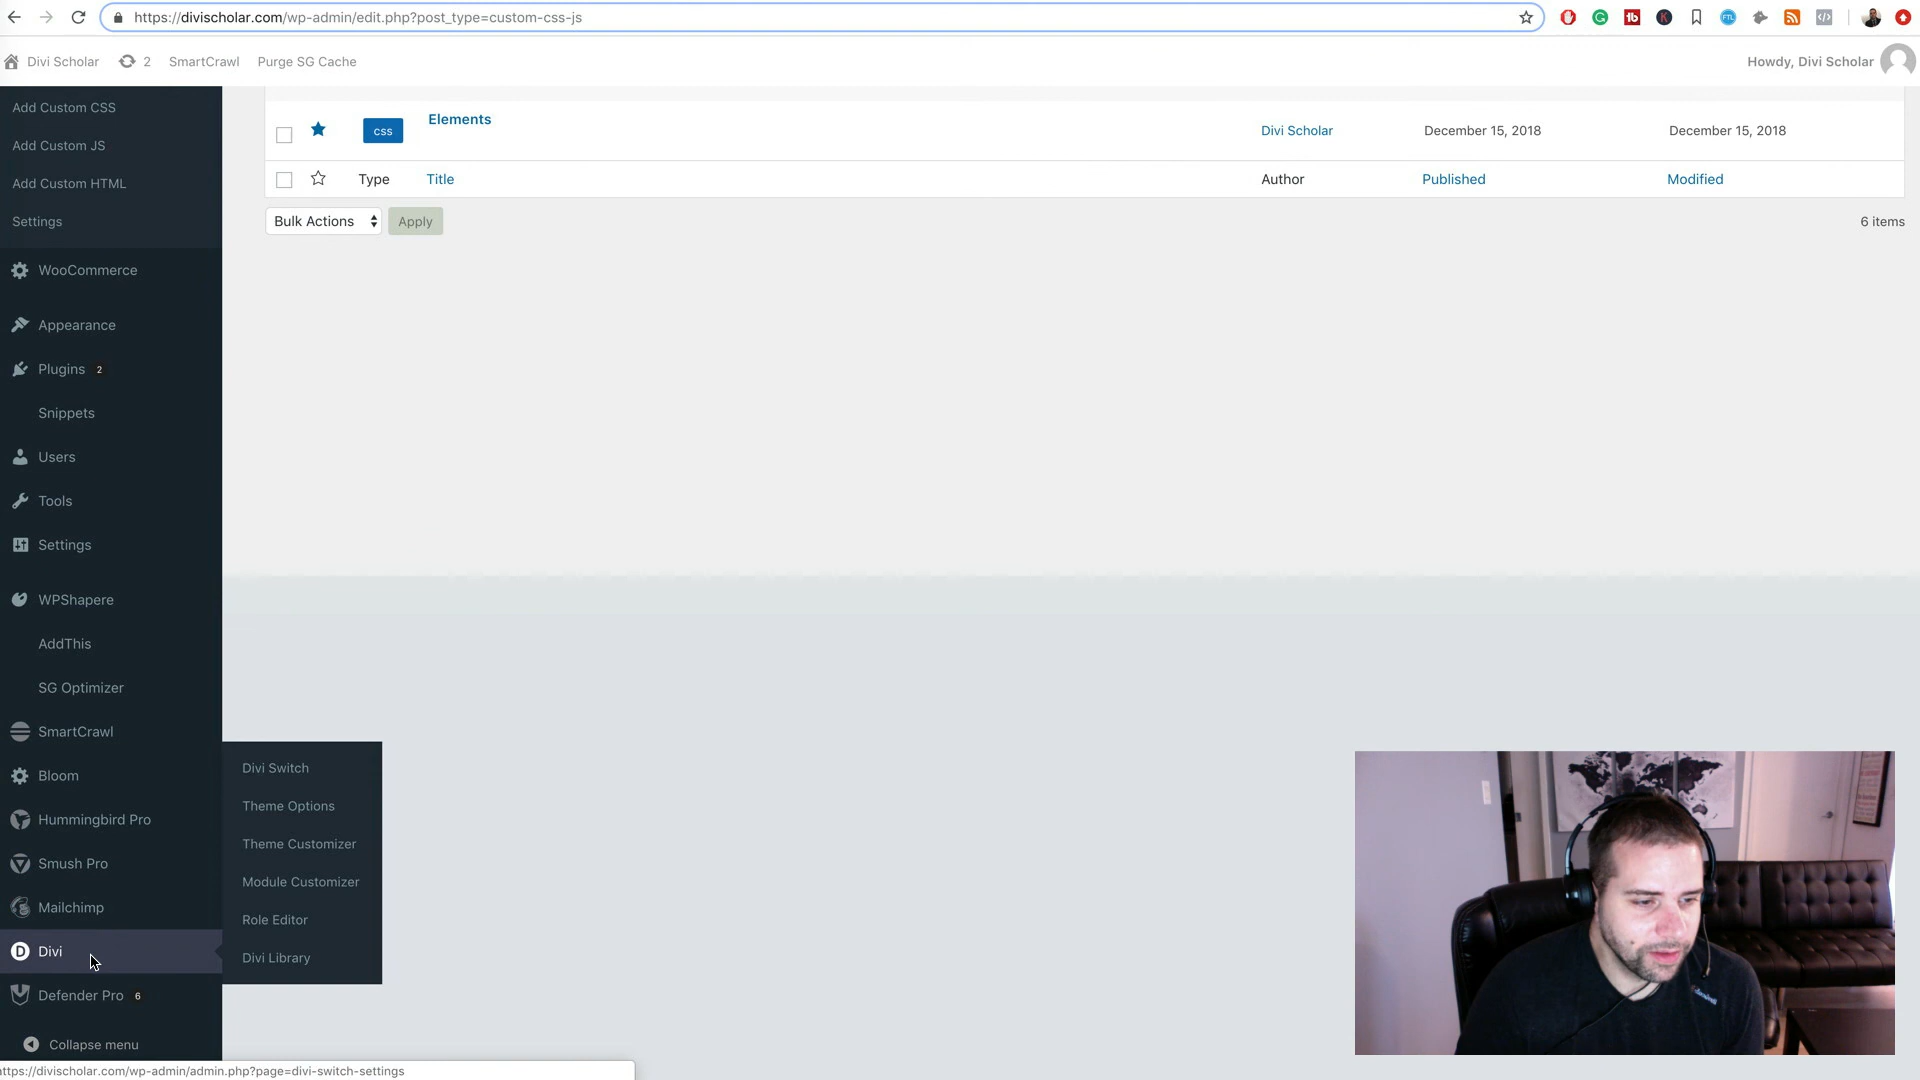 https://divischolar.com/wp-admin/edit.php?post_type=custom-css-js
Divi Scholar
2
SmartCrawl
Purge SG Cache
Howdy, Divi Scholar
Add Custom CSS
Add Custom JS
Add Custom HTML
Settings
WooCommerce
Appearance
Plugins 2
Snippets
Users
Tools
Settings
WPShapere
AddThis
SG Optimizer
SmartCrawl
Bloom
Hummingbird Pro
Smush Pro
Mailchimp
Divi
Defender Pro 6
Collapse menu
Divi Switch
Theme Options
Theme Customizer
Module Customizer
Role Editor
Divi Library
css Elements Divi Scholar December 15, 2018 December 15, 2018
Type Title Author Published Modified
Bulk Actions Apply 6 items
ttps://divischolar.com/wp-admin/admin.php?page=divi-switch-settings